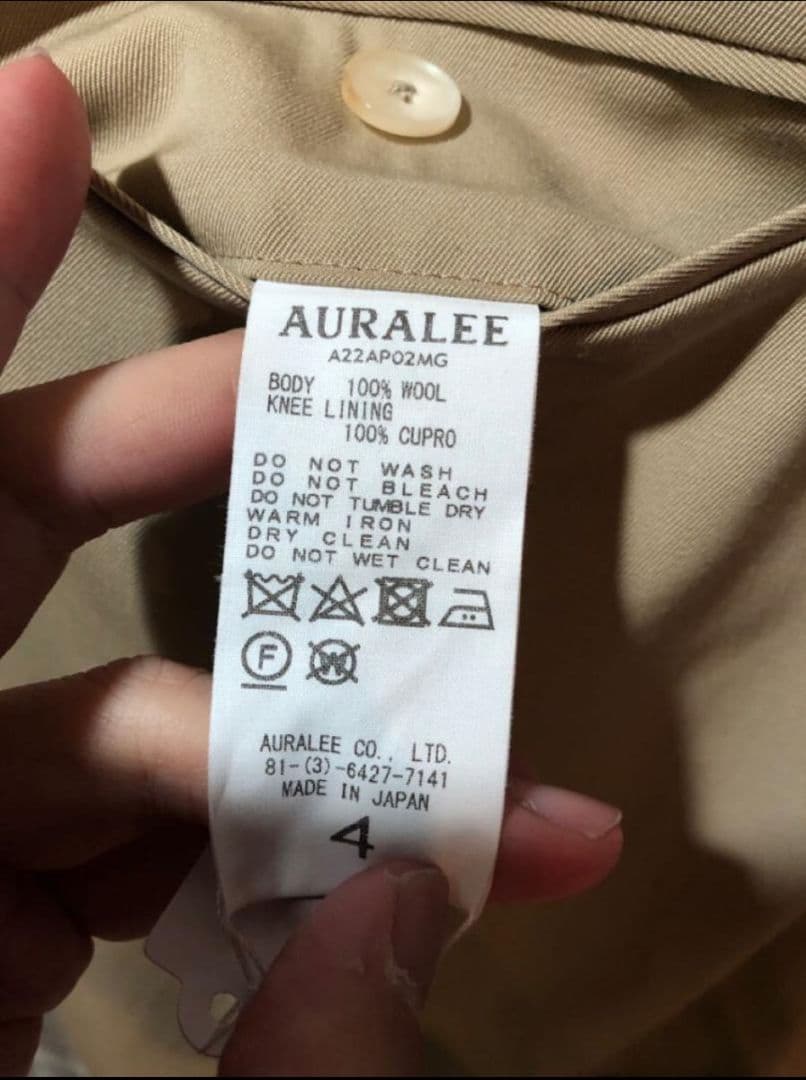 AURALEE
A22AP02MG
BODY 100% WOOL
KNEE LINING
100% CUPRO
DO NOT WASH
DO NOT BLEACH
DO NOT TUMBLE DRY
WARM IRON
DRY CLEAN
DO NOT WET CLEAN
F W
AURALEE CO., LTD.
81-(3)-6427-7141
MADE IN JAPAN
4